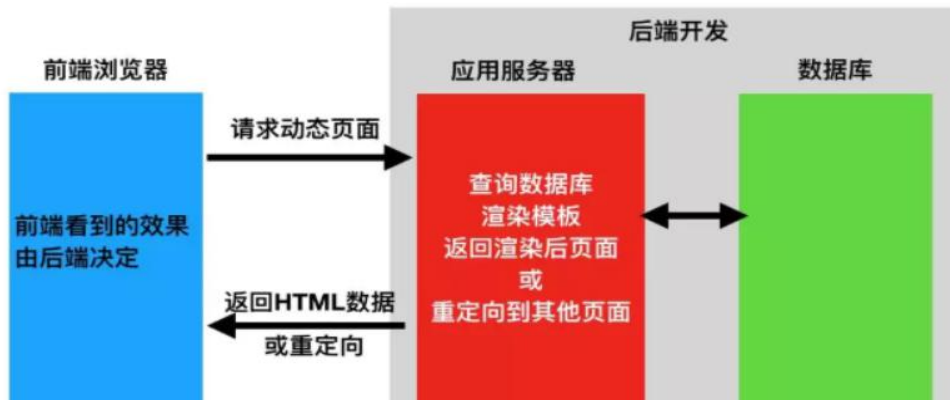 后端开发
前端浏览器
应用服务器
数据库
请求动态页面
前端看到的效果
由后端决定
查询数据库
渲染模板
返回渲染后页面
或
重定向到其他页面
返回HTML数据
或重定向